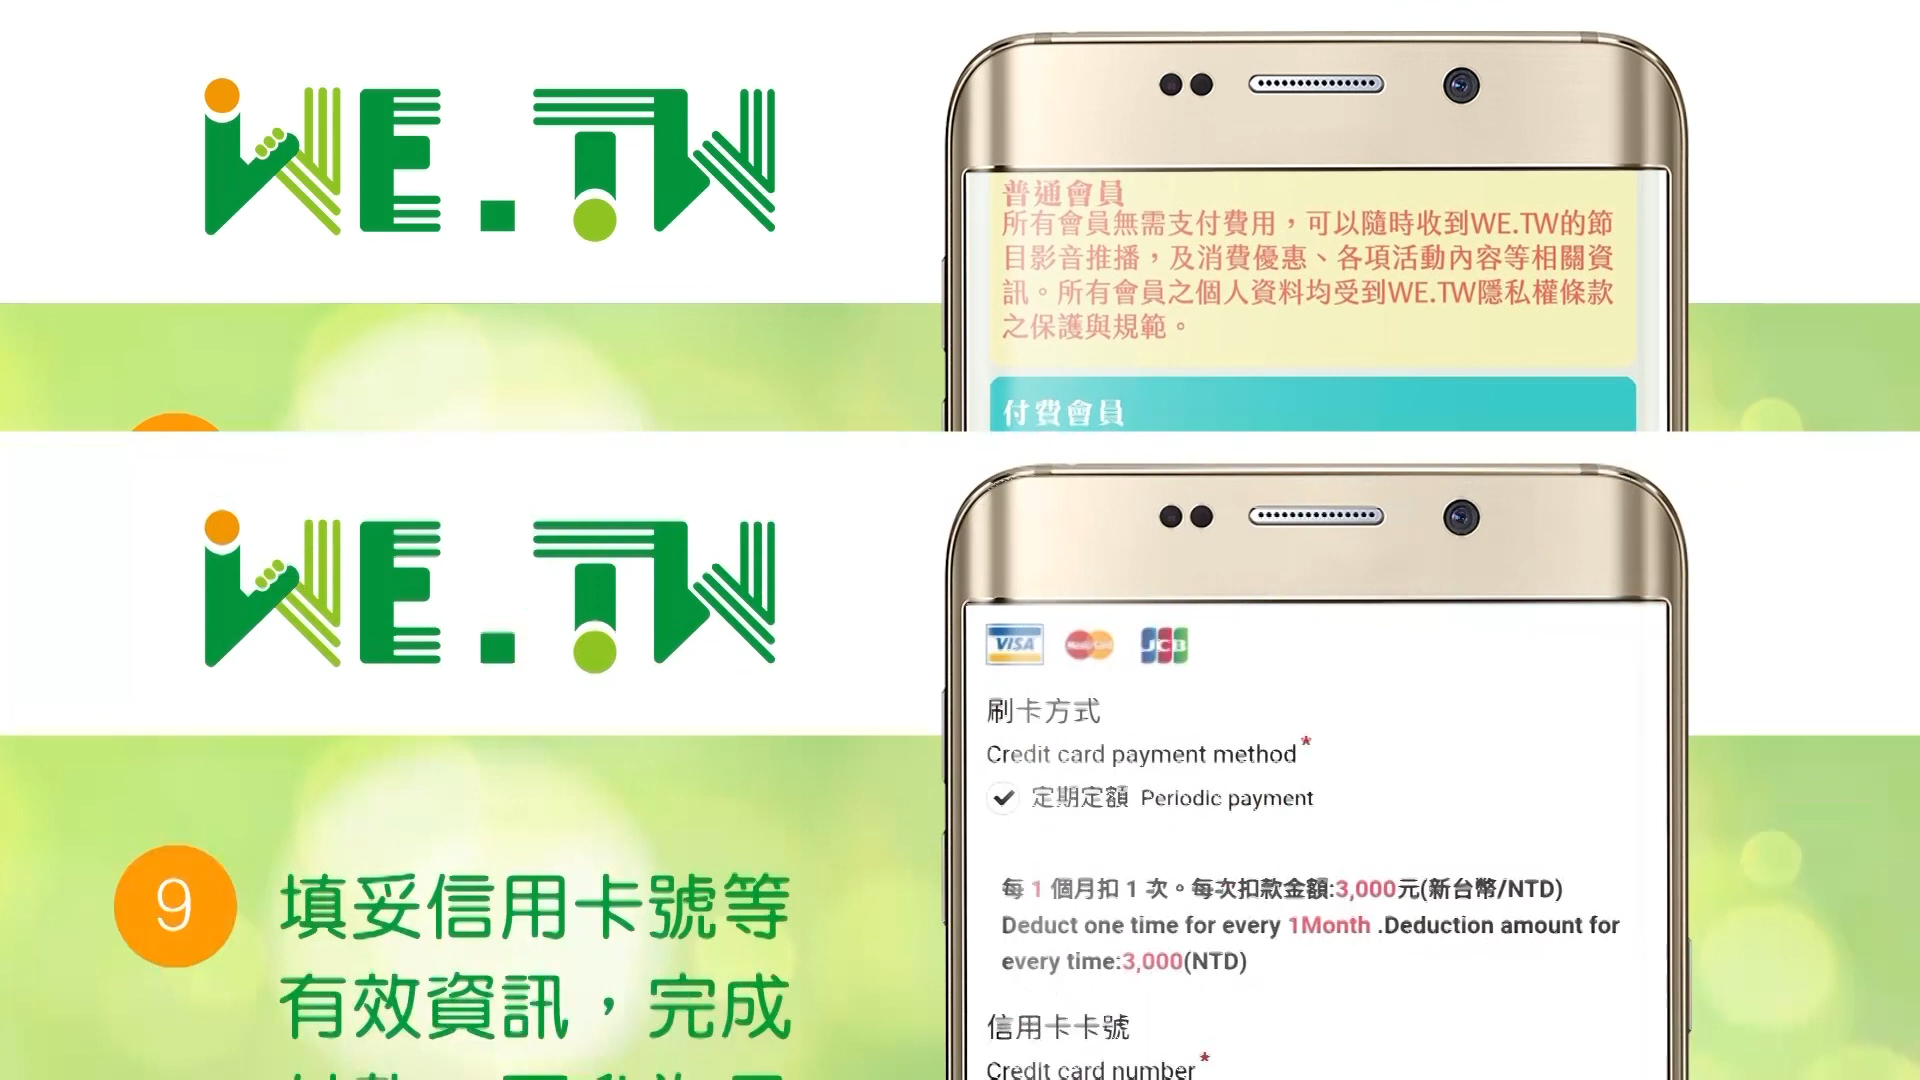 WE.TW
普通會員
所有會員無需支付費用，可以隨時收到WE.TW的節
目影音推播，及消費優惠、各項活動內容等相關資
訊。所有會員之個人資料均受到WE.TW隱私權條款
之保護與規範。
付費會員
WE.TW
VISA MasterCard JCB
刷卡方式
Credit card payment method*
定期定額 Periodic payment
每 1 個月扣 1 次。每次扣款金額:3,000元(新台幣/NTD)
Deduct one time for every 1Month .Deduction amount for
every time:3,000(NTD)
信用卡卡號
Credit card number*
9
填妥信用卡號等
有效資訊，完成